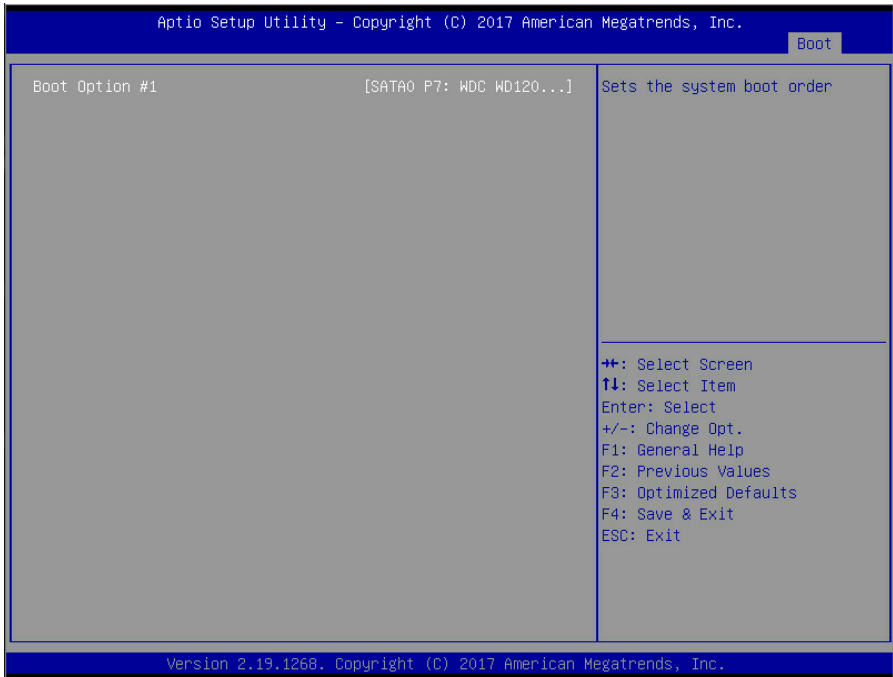 Aptio Setup Utility – Copyright (C) 2017 American Megatrends, Inc.
Boot
Boot Option #1 [SATA0 P7: WDC WD120...]
Sets the system boot order
→←: Select Screen
↑↓: Select Item
Enter: Select
+/-: Change Opt.
F1: General Help
F2: Previous Values
F3: Optimized Defaults
F4: Save & Exit
ESC: Exit
Version 2.19.1268. Copyright (C) 2017 American Megatrends, Inc.